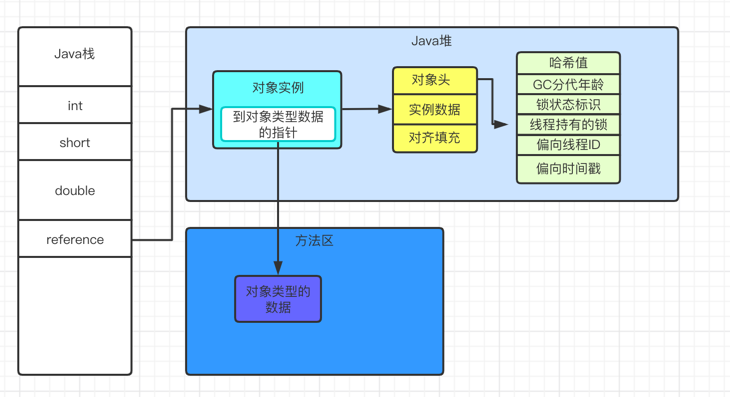 Java栈
int
short
double
reference
Java堆
对象实例
到对象类型数据
的指针
对象头
实例数据
对齐填充
哈希值
GC分代年龄
锁状态标识
线程持有的锁
偏向线程ID
偏向时间戳
方法区
对象类型的
数据